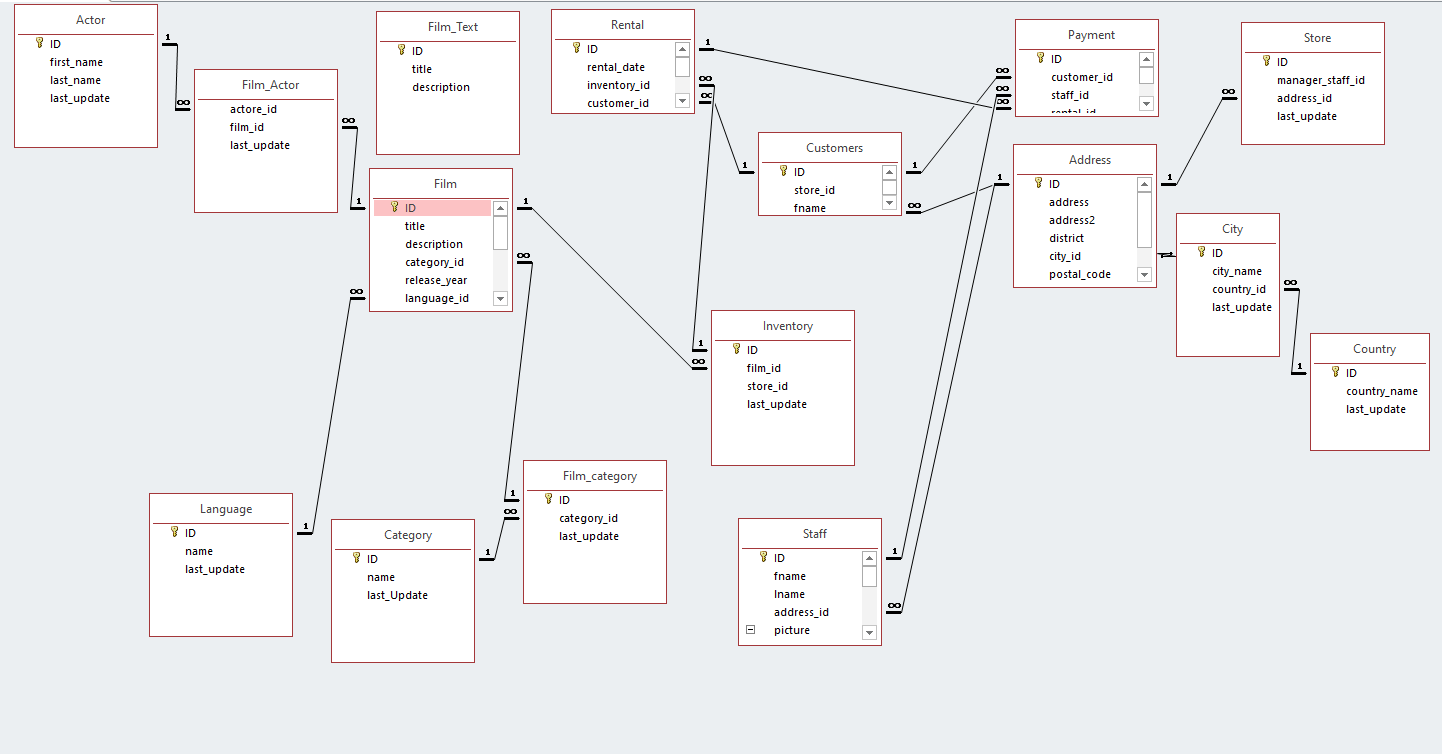 Actor
ID
first_name
last_name
last_update
Film_Actor
actore_id
film_id
last_update
Film_Text
ID
title
description
Film
ID
title
description
category_id
release_year
language_id
Rental
ID
rental_date
inventory_id
customer_id
Customers
ID
store_id
fname
Payment
ID
customer_id
staff_id
rental_id
Address
ID
address
address2
district
city_id
postal_code
Store
ID
manager_staff_id
address_id
last_update
City
ID
city_name
country_id
last_update
Country
ID
country_name
last_update
Inventory
ID
film_id
store_id
last_update
Language
ID
name
last_update
Category
ID
name
last_Update
Film_category
ID
category_id
last_update
Staff
ID
fname
lname
address_id
picture
1
∞
∞
1
1
∞
∞
1
∞
1
1
∞
1
∞
∞
1
∞
1
∞
1
∞
∞
∞
1
∞
1
∞
1
1
∞
1
∞